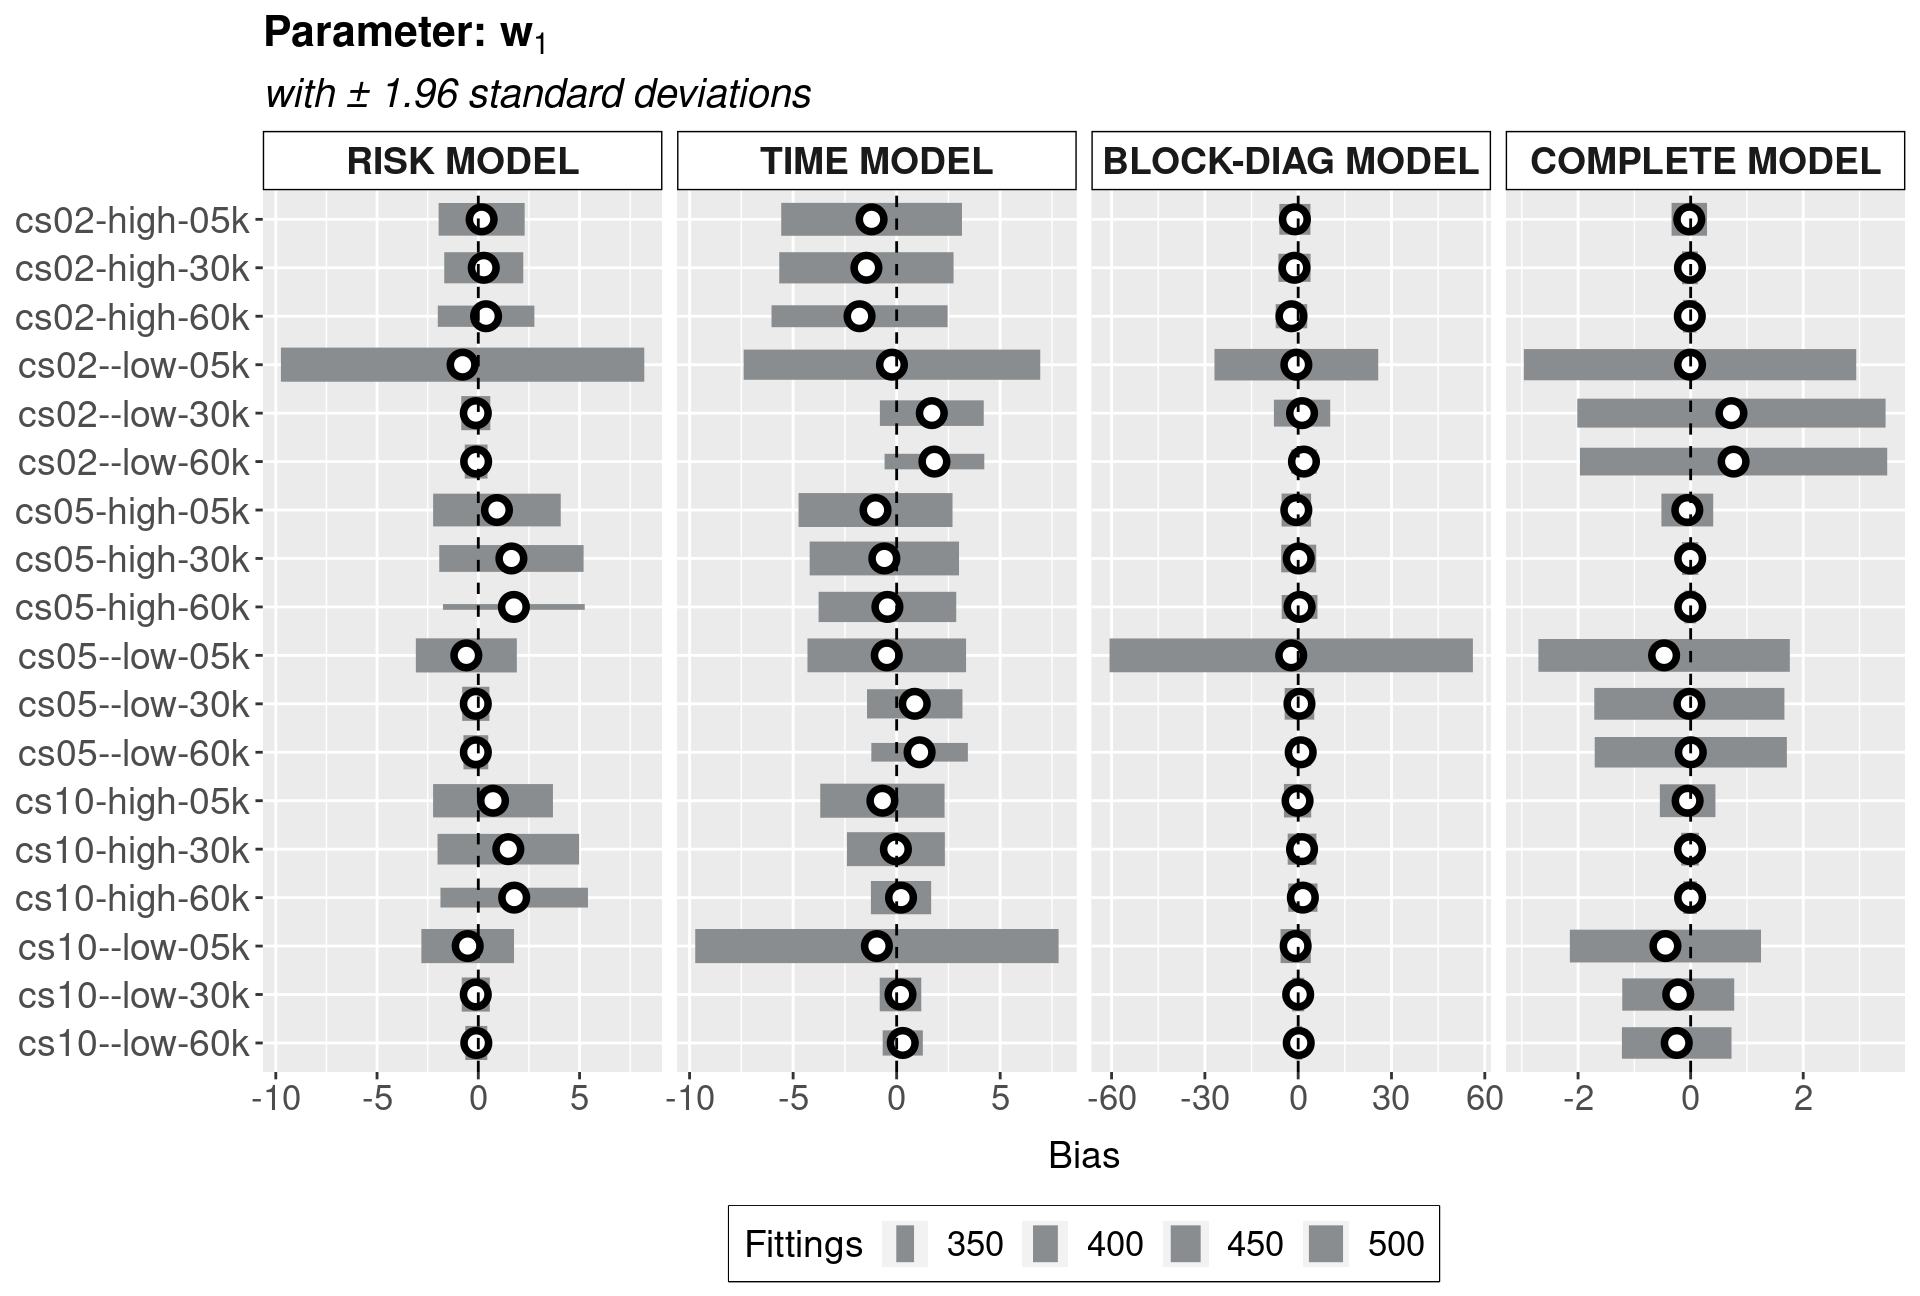 Parameter: w₁
with ± 1.96 standard deviations
RISK MODEL TIME MODEL BLOCK-DIAG MODEL COMPLETE MODEL
cs02-high-05k
cs02-high-30k
cs02-high-60k
cs02--low-05k
cs02--low-30k
cs02--low-60k
cs05-high-05k
cs05-high-30k
cs05-high-60k
cs05--low-05k
cs05--low-30k
cs05--low-60k
cs10-high-05k
cs10-high-30k
cs10-high-60k
cs10--low-05k
cs10--low-30k
cs10--low-60k
-10 -5 0 5 -10 -5 0 5 -60 -30 0 30 60 -2 0 2
Bias
Fittings 350 400 450 500